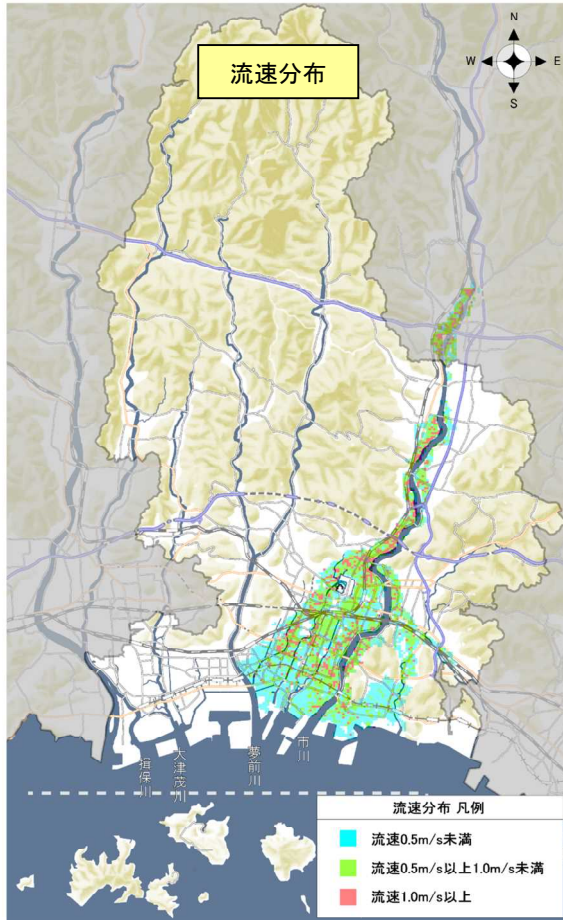 流速分布
N
W
E
S
揖保川
大津茂川
夢前川
市川
流速分布 凡例
流速0.5m/s未満
流速0.5m/s以上1.0m/s未満
流速1.0m/s以上